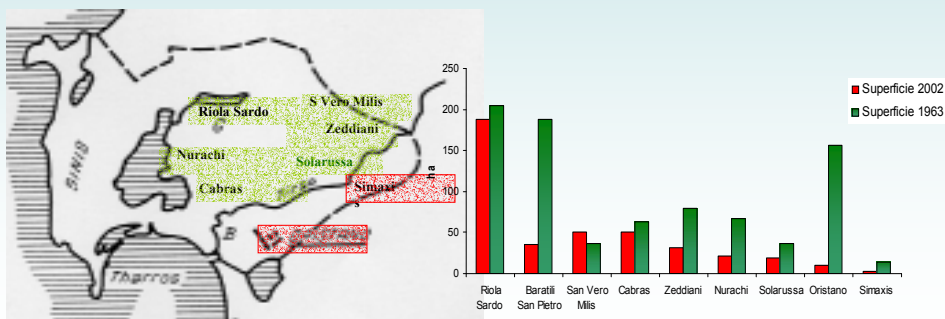 Riola Sardo
S Vero Milis
Zeddiani
Nurachi
Solarussa
Cabras
Simaxi
s
SINIS
Tharros
B
ha
250
200
150
100
50
0
Superficie 2002
Superficie 1963
Riola
Sardo
Baratili
San Pietro
San Vero
Milis
Cabras
Zeddiani
Nurachi
Solarussa
Oristano
Simaxis